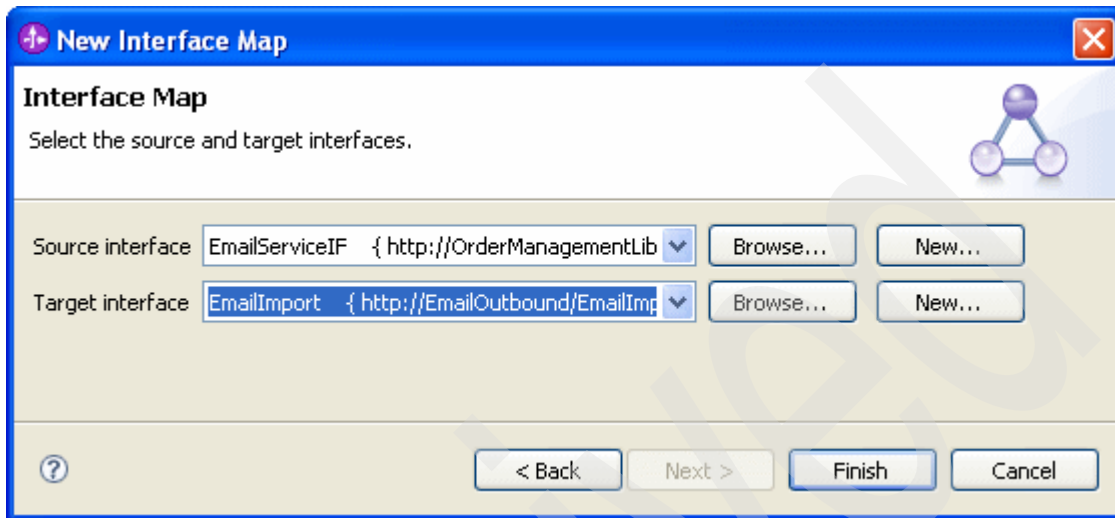 New Interface Map
Interface Map
Select the source and target interfaces.
Source interface EmailServiceIF { http://OrderManagementLib Browse... New...
Target interface EmailImport { http://EmailOutbound/EmailImp Browse... New...
? < Back Next > Finish Cancel